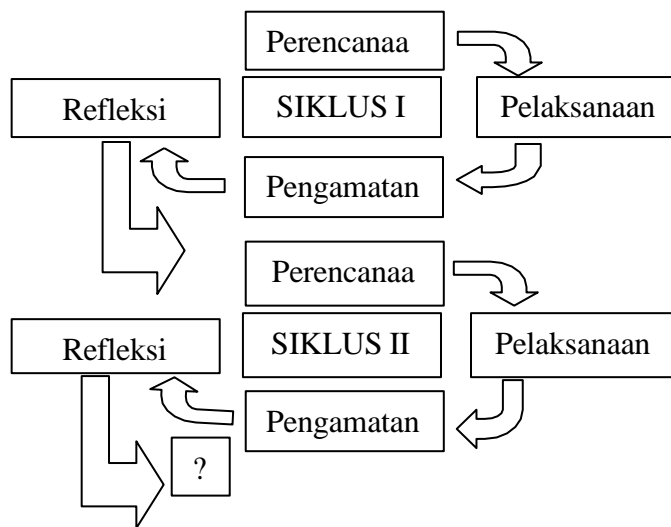 Perencanaa
Refleksi
SIKLUS I
Pelaksanaan
Pengamatan
Perencanaa
Refleksi
SIKLUS II
Pelaksanaan
Pengamatan
?